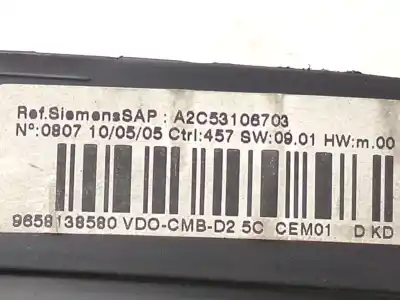 Ref.SiemensSAP : A2C53106703
Nº:0807 10/05/05 Ctrl:457 SW:09.01 HW:m.00
9658138580 VDO-CMB-D2 5C CEM01 D KD